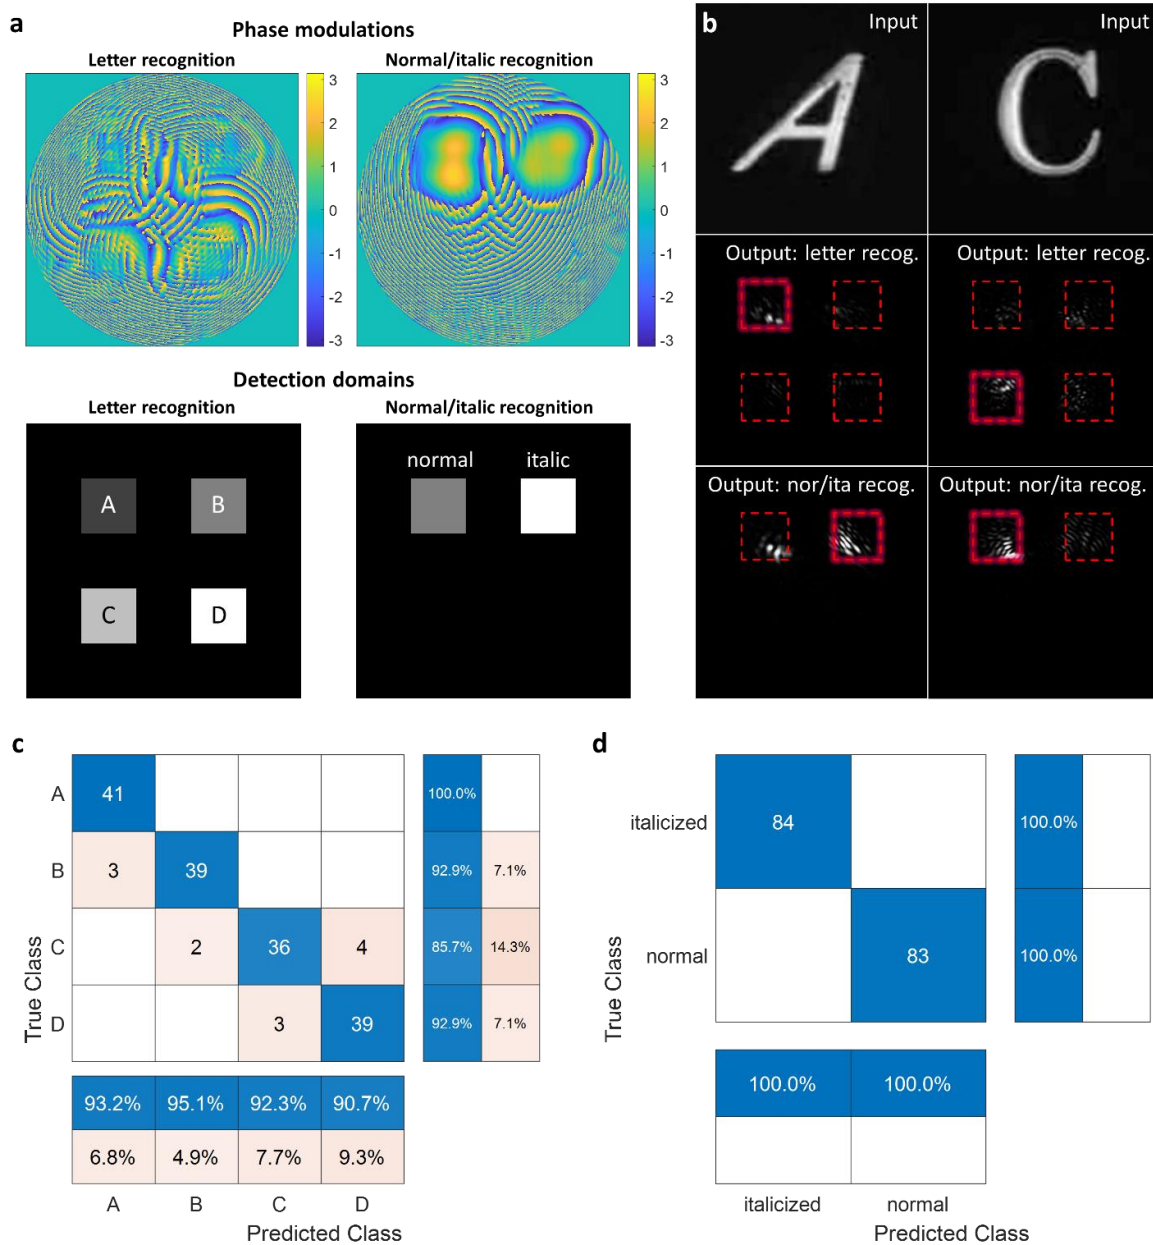 a
Phase modulations
Letter recognition
Normal/italic recognition
3
2
1
0
-1
-2
-3
3
2
1
0
-1
-2
-3
Detection domains
Letter recognition
Normal/italic recognition
A
B
C
D
normal
italic
b
Input
A
Input
C
Output: letter recog.
Output: letter recog.
Output: nor/ita recog.
Output: nor/ita recog.
c
True Class
A
41
100.0%
B
3
39
92.9%
7.1%
C
2
36
4
85.7%
14.3%
D
3
39
92.9%
7.1%
93.2%
95.1%
92.3%
90.7%
6.8%
4.9%
7.7%
9.3%
A
B
C
D
Predicted Class
d
True Class
italicized
84
100.0%
normal
83
100.0%
100.0%
100.0%
italicized
normal
Predicted Class